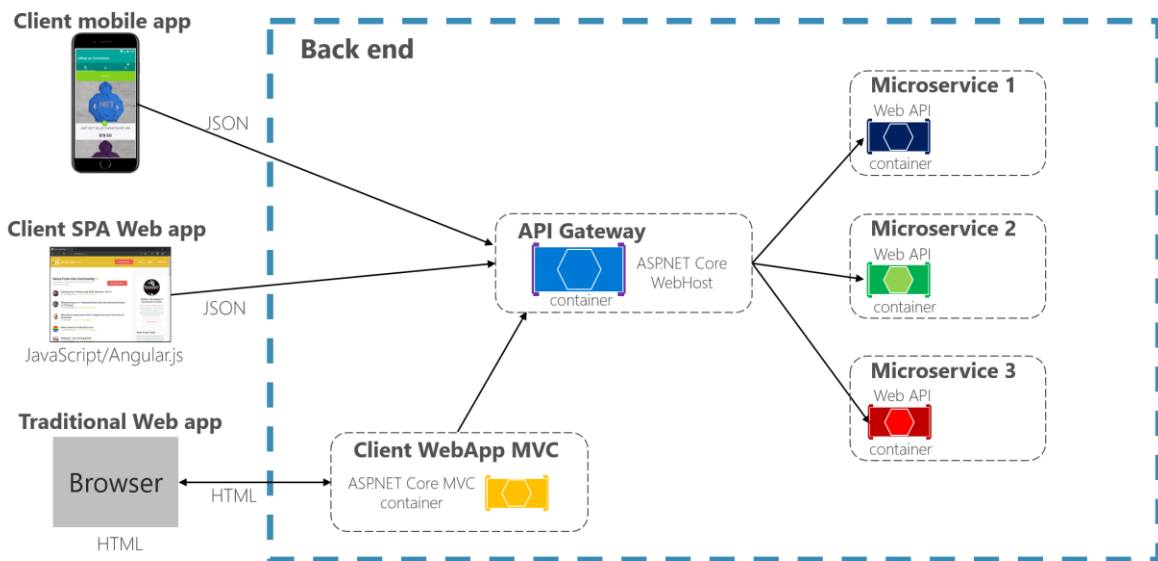 Client mobile app
Back end
JSON
Client SPA Web app
JSON
JavaScript/Angular.js
Traditional Web app
Browser
HTML
HTML
Client WebApp MVC
ASP.NET Core MVC
container
API Gateway
ASP.NET Core
WebHost
container
Microservice 1
Web API
container
Microservice 2
Web API
container
Microservice 3
Web API
container